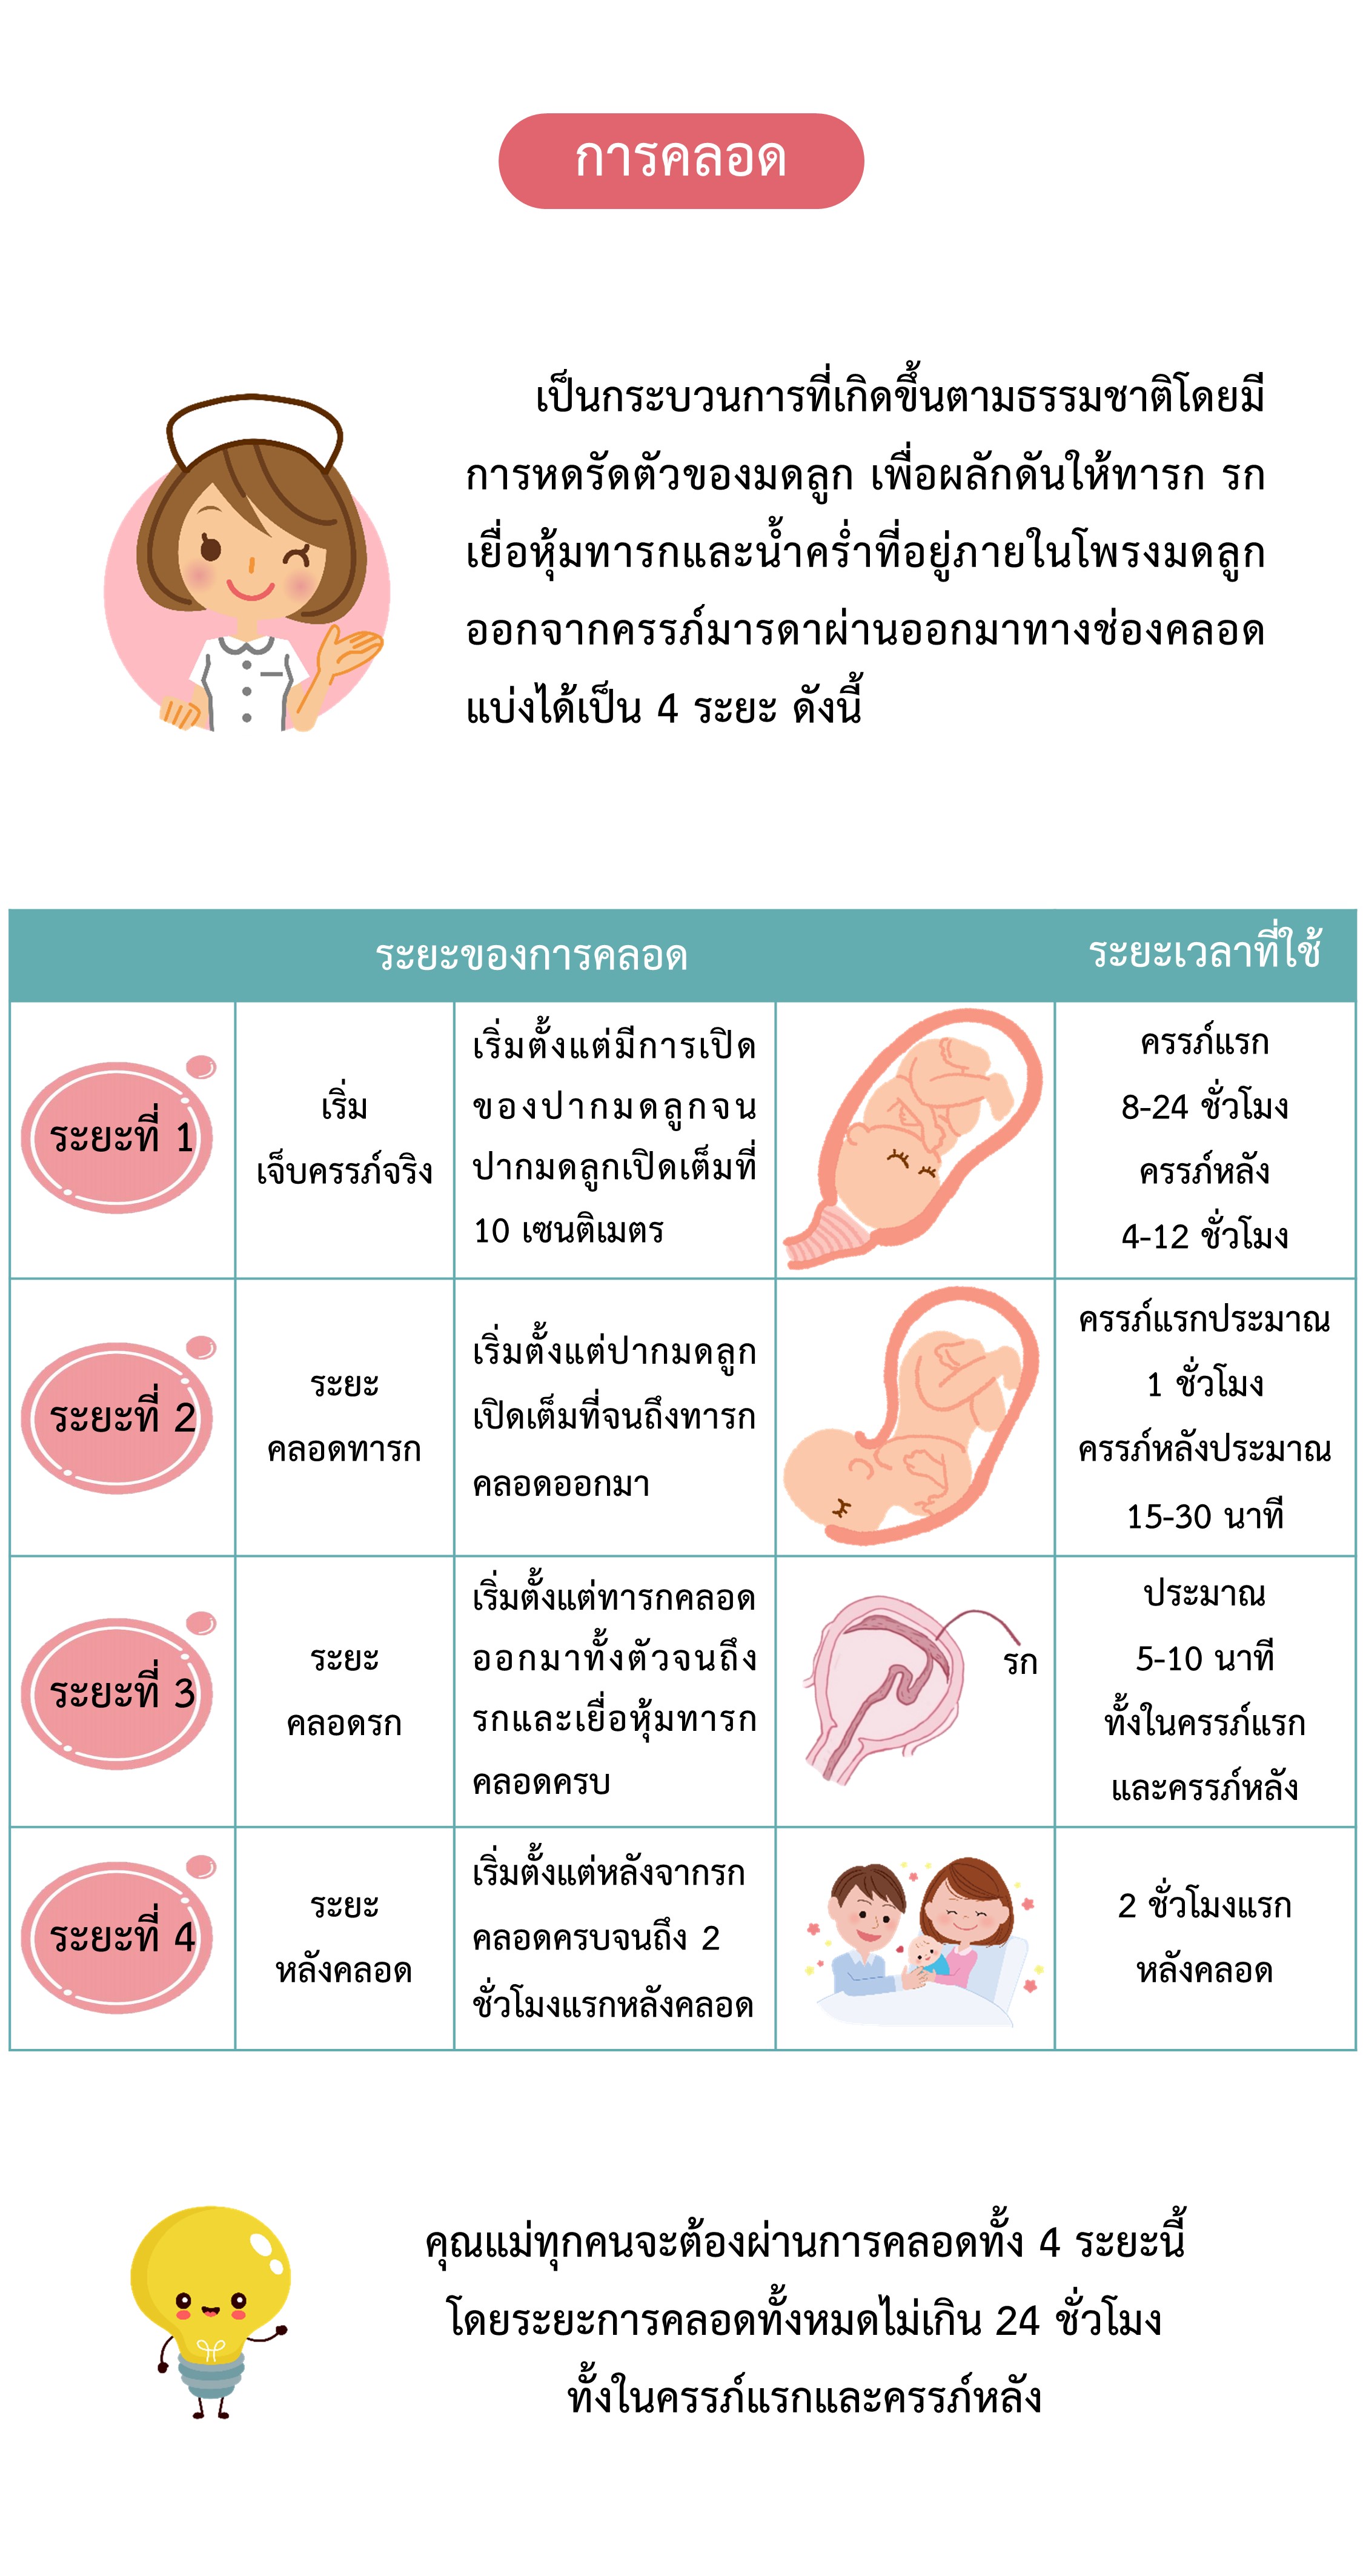 การคลอด
เป็นกระบวนการที่เกิดขึ้นตามธรรมชาติโดยมี
การหดรัดตัวของมดลูก เพื่อผลักดันให้ทารก รก
เยื่อหุ้มทารกและน้ำคร่ำที่อยู่ภายในโพรงมดลูก
ออกจากครรภ์มารดาผ่านออกมาทางช่องคลอด
แบ่งได้เป็น 4 ระยะ ดังนี้
ระยะของการคลอด
ระยะเวลาที่ใช้
ระยะที่ 1
เริ่ม
เจ็บครรภ์จริง
เริ่มตั้งแต่มีการเปิด
ของปากมดลูกจน
ปากมดลูกเปิดเต็มที่
10 เซนติเมตร
ครรภ์แรก
8-24 ชั่วโมง
ครรภ์หลัง
4-12 ชั่วโมง
ระยะที่ 2
ระยะ
คลอดทารก
เริ่มตั้งแต่ปากมดลูก
เปิดเต็มที่จนถึงทารก
คลอดออกมา
ครรภ์แรกประมาณ
1 ชั่วโมง
ครรภ์หลังประมาณ
15-30 นาที
ระยะที่ 3
ระยะ
คลอดรก
เริ่มตั้งแต่ทารกคลอด
ออกมาทั้งตัวจนถึง
รกและเยื่อหุ้มทารก
คลอดครบ
รก
ประมาณ
5-10 นาที
ทั้งในครรภ์แรก
และครรภ์หลัง
ระยะที่ 4
ระยะ
หลังคลอด
เริ่มตั้งแต่หลังจากรก
คลอดครบจนถึง 2
ชั่วโมงแรกหลังคลอด
2 ชั่วโมงแรก
หลังคลอด
คุณแม่ทุกคนจะต้องผ่านการคลอดทั้ง 4 ระยะนี้
โดยระยะการคลอดทั้งหมดไม่เกิน 24 ชั่วโมง
ทั้งในครรภ์แรกและครรภ์หลัง